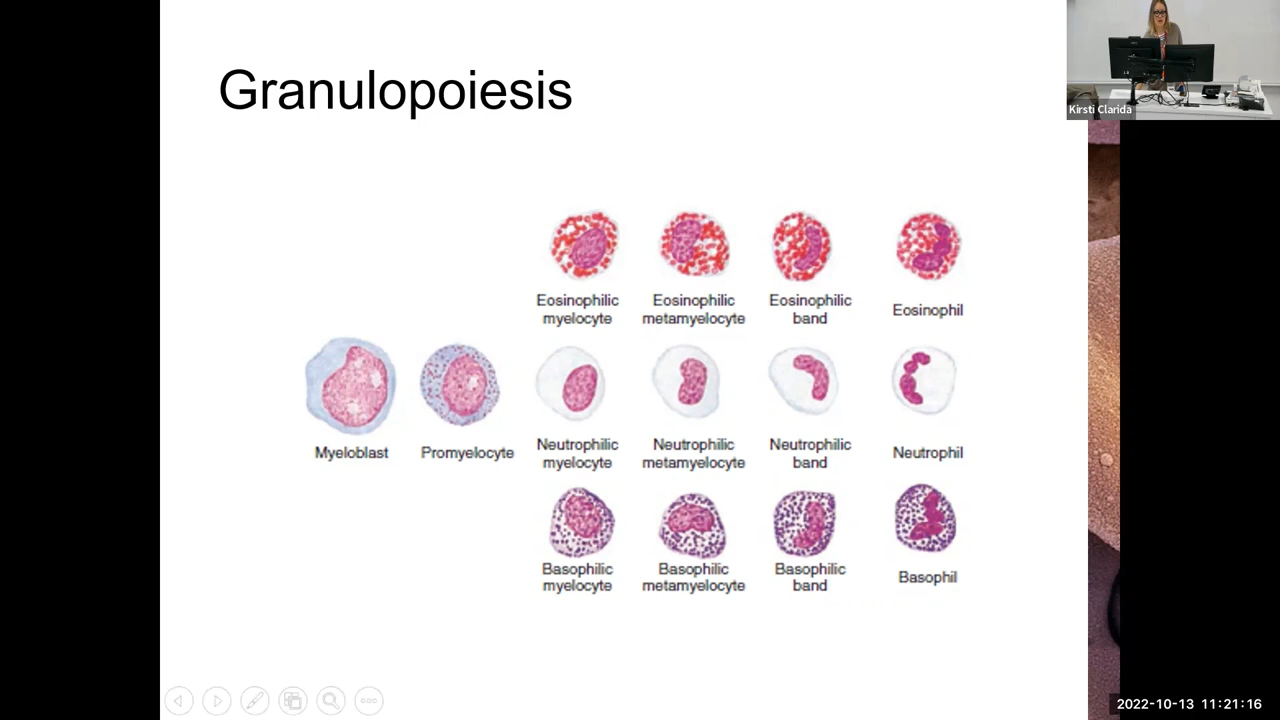 Granulopoiesis
Kirsti Clarida
Eosinophilic
myelocyte
Eosinophilic
metamyelocyte
Eosinophilic
band
Eosinophil
Myeloblast
Promyelocyte
Neutrophilic
myelocyte
Neutrophilic
metamyelocyte
Neutrophilic
band
Neutrophil
Basophilic
myelocyte
Basophilic
metamyelocyte
Basophilic
band
Basophil
2022-10-13 11:21:16